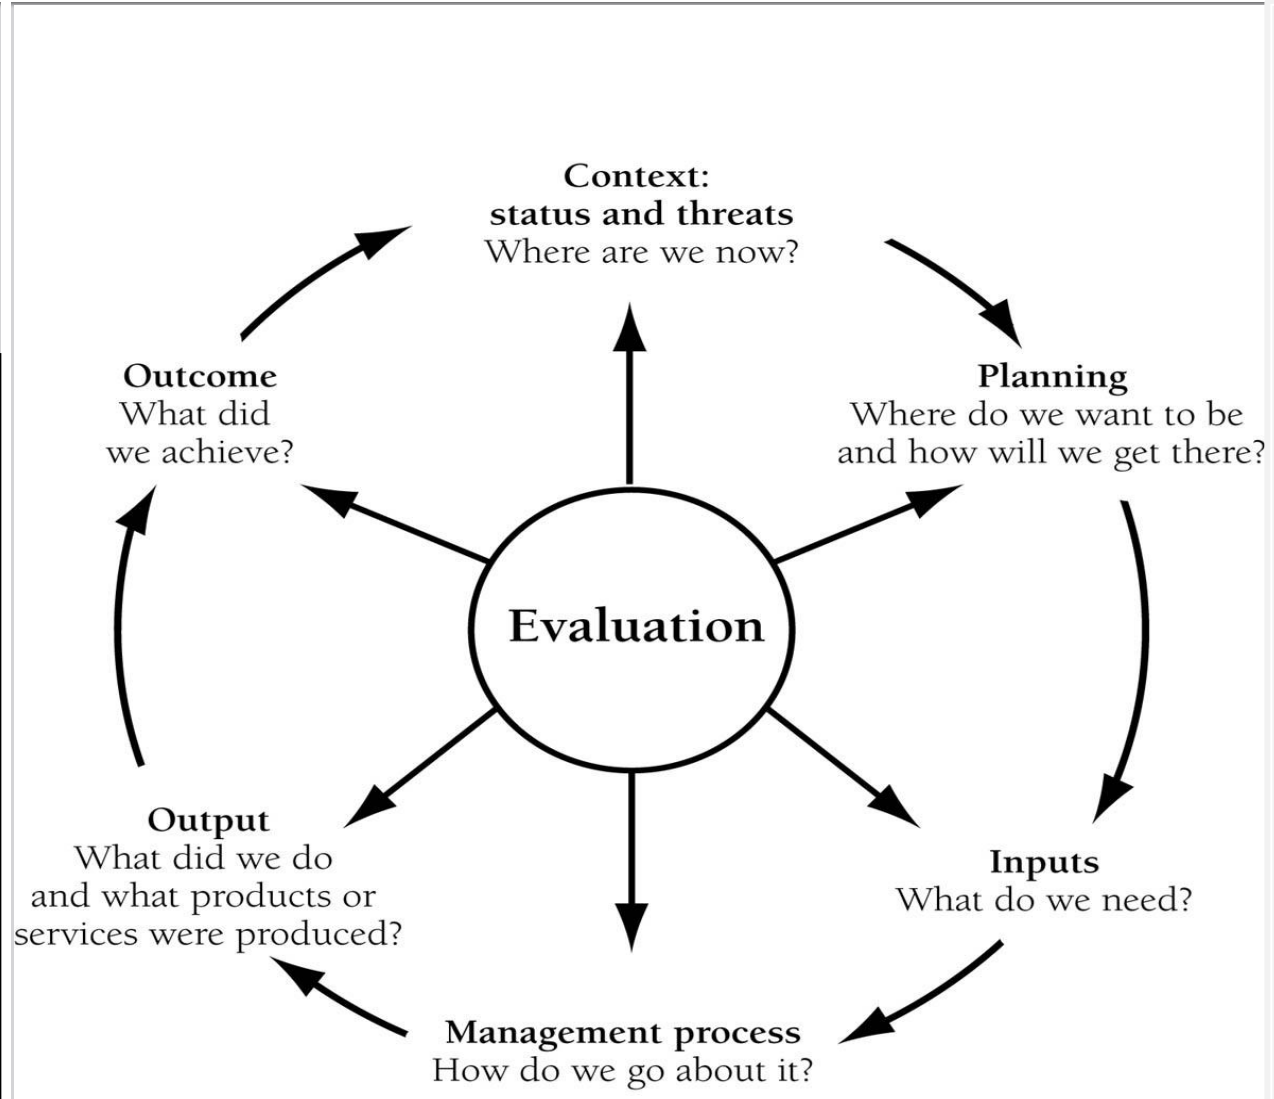 Context:
status and threats
Where are we now?
Planning
Where do we want to be
and how will we get there?
Inputs
What do we need?
Management process
How do we go about it?
Output
What did we do
and what products or
services were produced?
Outcome
What did
we achieve?
Evaluation